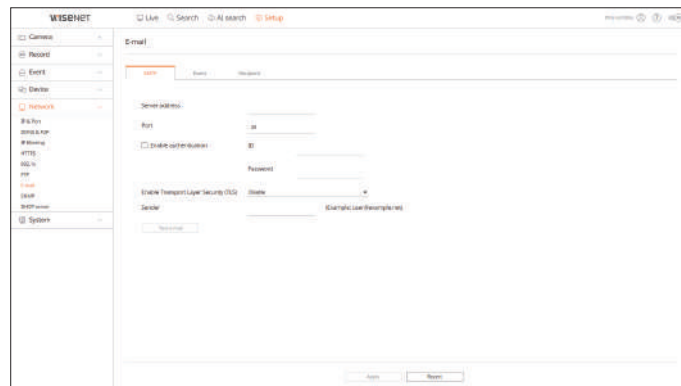 WISENET
Live Search AI search Setup
Camera
Record
Event
Device
Network
IP & Port
DDNS & P2P
IP filtering
HTTPS
802.1x
FTP
E-mail
SNMP
DHCP server
System
E-mail
SMTP Event Recipient
Server address
Port
Enable authentication ID
Password
Enable Transport Layer Security (TLS) Disable
Sender (Example: user@example.net)
Test e-mail
Apply Revert